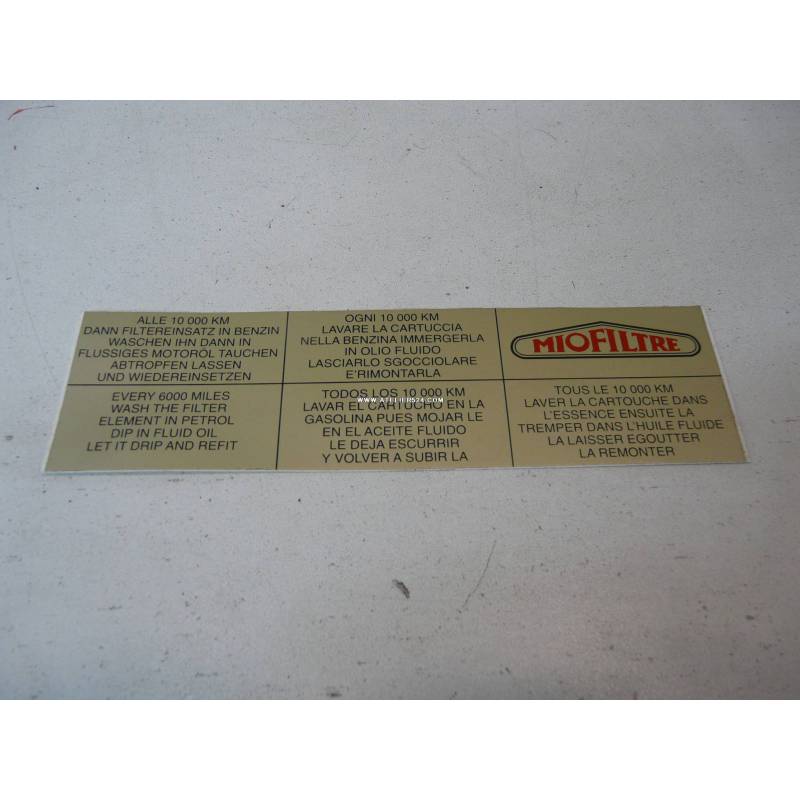 ALLE 10 000 KM
DANN FILTEREINSATZ IN BENZIN
WASCHEN IHN DANN IN
FLUSSIGES MOTORÖL TAUCHEN
ABTROPFEN LASSEN
UND WIEDEREINSETZEN
OGNI 10 000 KM
LAVARE LA CARTUCCIA
NELLA BENZINA IMMERGERLA
IN OLIO FLUIDO
LASCIARLO SGOCCIOLARE
E'RIMONTARLA
MIOFILTRE
EVERY 6000 MILES
WASH THE FILTER
ELEMENT IN PETROL
DIP IN FLUID OIL
LET IT DRIP AND REFIT
TODOS LOS 10 000 KM
LAVAR EL CARTUCHO EN LA
GASOLINA PUES MOJAR LE
EN EL ACEITE FLUIDO
LE DEJA ESCURRIR
Y VOLVER A SUBIR LA
TOUS LE 10 000 KM
LAVER LA CARTOUCHE DANS
L'ESSENCE ENSUITE LA
TREMPER DANS L'HUILE FLUIDE
LA LAISSER EGOUTTER
LA REMONTER
WWW.ATELIERS24.COM